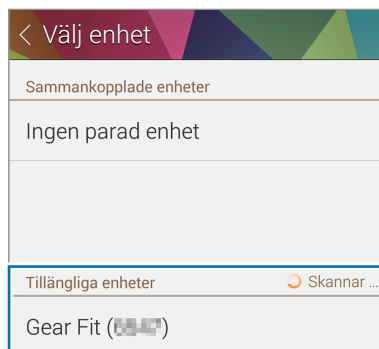 Välj enhet
Sammankopplade enheter
Ingen parad enhet
Tillängliga enheter Skannar ...
Gear Fit ( )